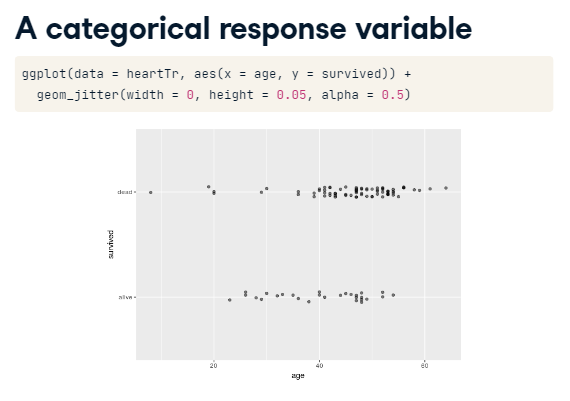 A categorical response variable
ggplot(data = heartTr, aes(x = age, y = survived)) +
  geom_jitter(width = 0, height = 0.05, alpha = 0.5)
dead
survived
alive
20 40 60
age